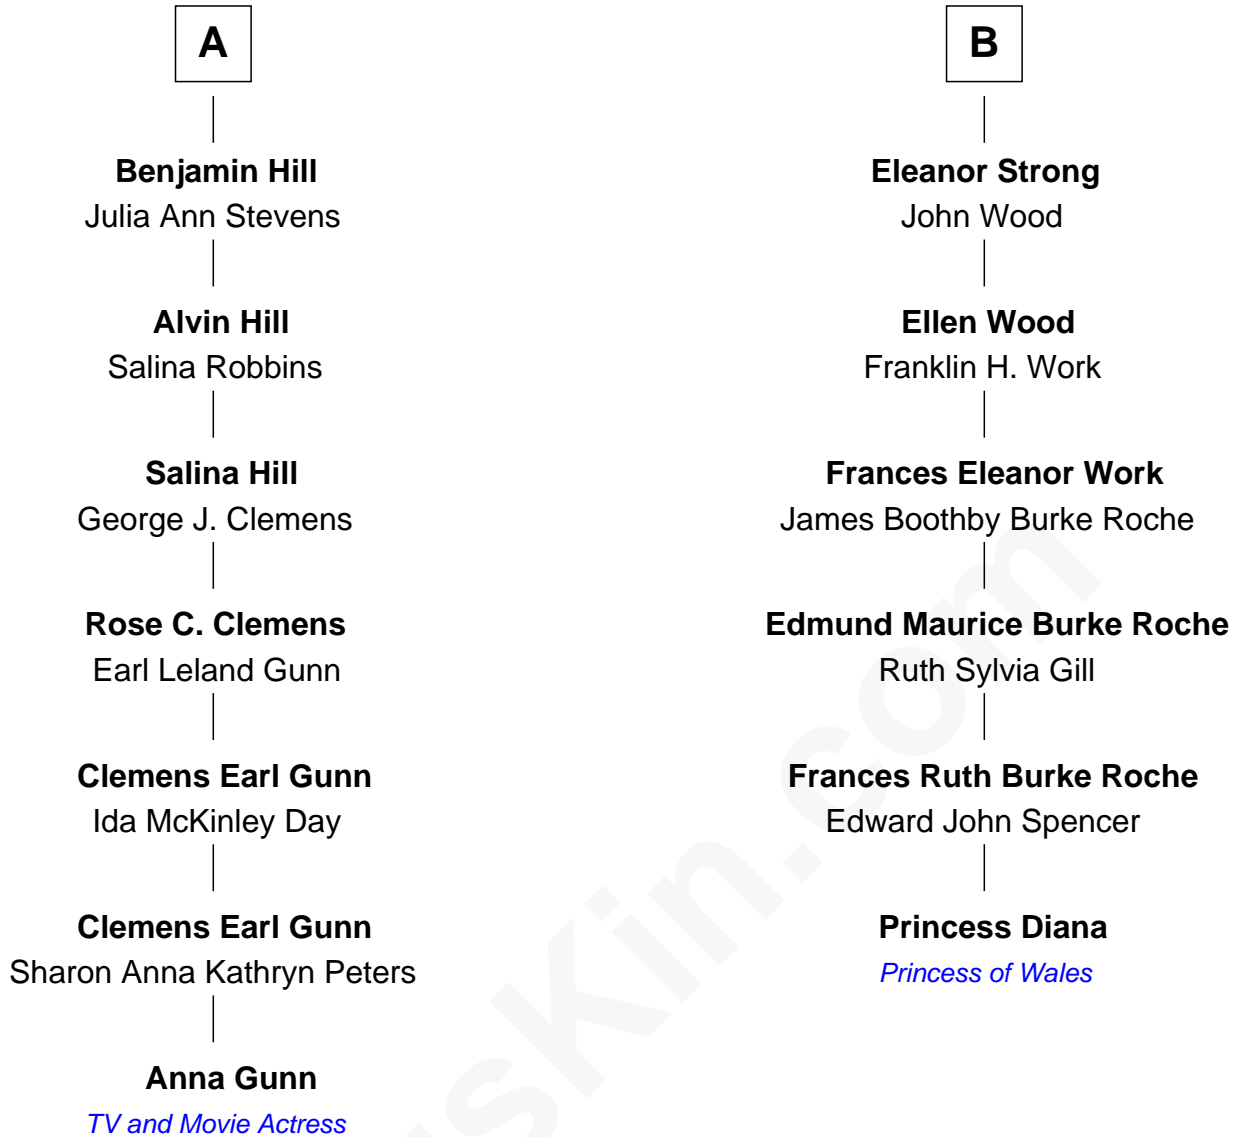 A
Benjamin Hill
Julia Ann Stevens
Alvin Hill
Salina Robbins
Salina Hill
George J. Clemens
Rose C. Clemens
Earl Leland Gunn
Clemens Earl Gunn
Ida McKinley Day
Clemens Earl Gunn
Sharon Anna Kathryn Peters
Anna Gunn
TV and Movie Actress
B
Eleanor Strong
John Wood
Ellen Wood
Franklin H. Work
Frances Eleanor Work
James Boothby Burke Roche
Edmund Maurice Burke Roche
Ruth Sylvia Gill
Frances Ruth Burke Roche
Edward John Spencer
Princess Diana
Princess of Wales
sKin.com